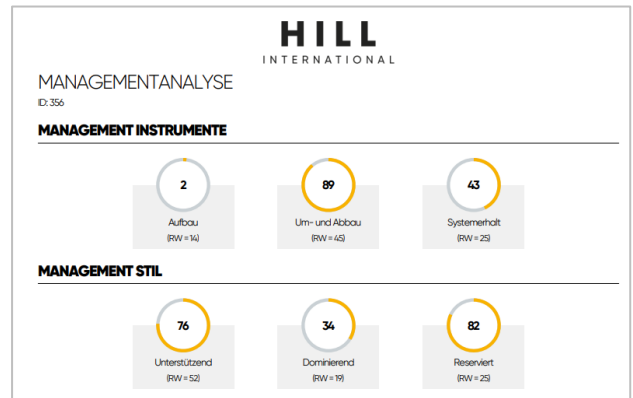 HILL
INTERNATIONAL
MANAGEMENTANALYSE
ID: 356
MANAGEMENT INSTRUMENTE
2
89
43
Aufbau
Um- und Abbau
Systemerhalt
(RW = 14)
(RW = 45)
(RW = 25)
MANAGEMENT STIL
76
34
82
Unterstützend
Dominierend
Reserviert
(RW = 52)
(RW = 19)
(RW = 25)